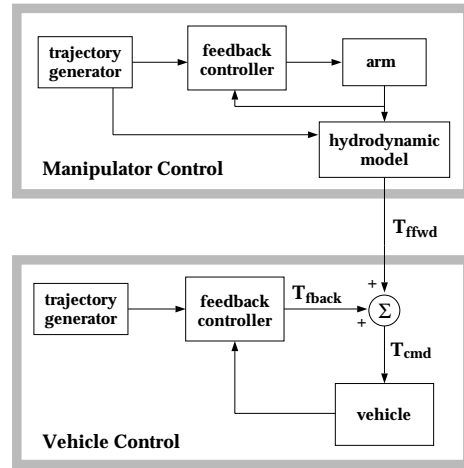 trajectory
generator
feedback
controller
arm
hydrodynamic
model
Manipulator Control
T_ffwd
trajectory
generator
feedback
controller
T_fback
+
+
Σ
T_cmd
vehicle
Vehicle Control